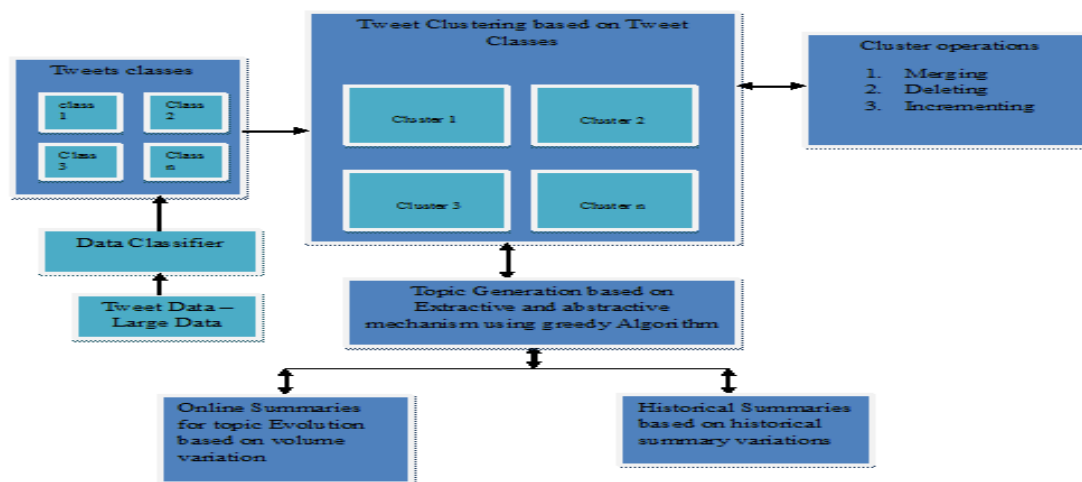 Tweets classes
class
1
Class
2
Class
3
Class
n
Data Classifier
Tweet Data –
Large Data
Tweet Clustering based on Tweet
Classes
Cluster 1
Cluster 2
Cluster 3
Cluster n
Cluster operations
1. Merging
2. Deleting
3. Incrementing
Topic Generation based on
Extractive and abstractive
mechanism using greedy Algorithm
Online Summaries
for topic Evolution
based on volume
variation
Historical Summaries
based on historical
summary variations